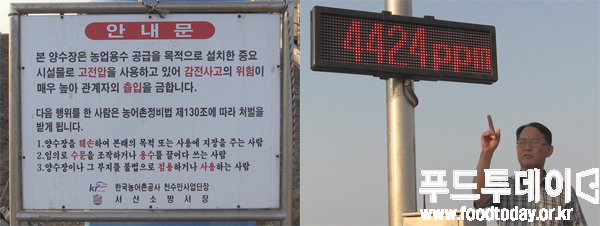 안 내 문
본 양수장은 농업용수 공급을 목적으로 설치한 중요
시설물로 고전압을 사용하고 있어 감전사고의 위험이
매우 높아 관계자외 출입을 금합니다.
다음 행위를 한 사람은 농어촌정비법 제130조에 따라 처벌을
받게 됩니다.
1.양수장을 훼손하여 본래의 목적 또는 사용에 지장을 주는 사람
2.임의로 수문을 조작하거나 용수를 끌어다 쓰는 사람
3.양수장이나 그 부지를 불법으로 점용하거나 사용하는 사람
한국농어촌공사 천수만사업단장
서 산 소 방 서 장
4424ppm
푸드투데이
www.foodtoday.or.kr